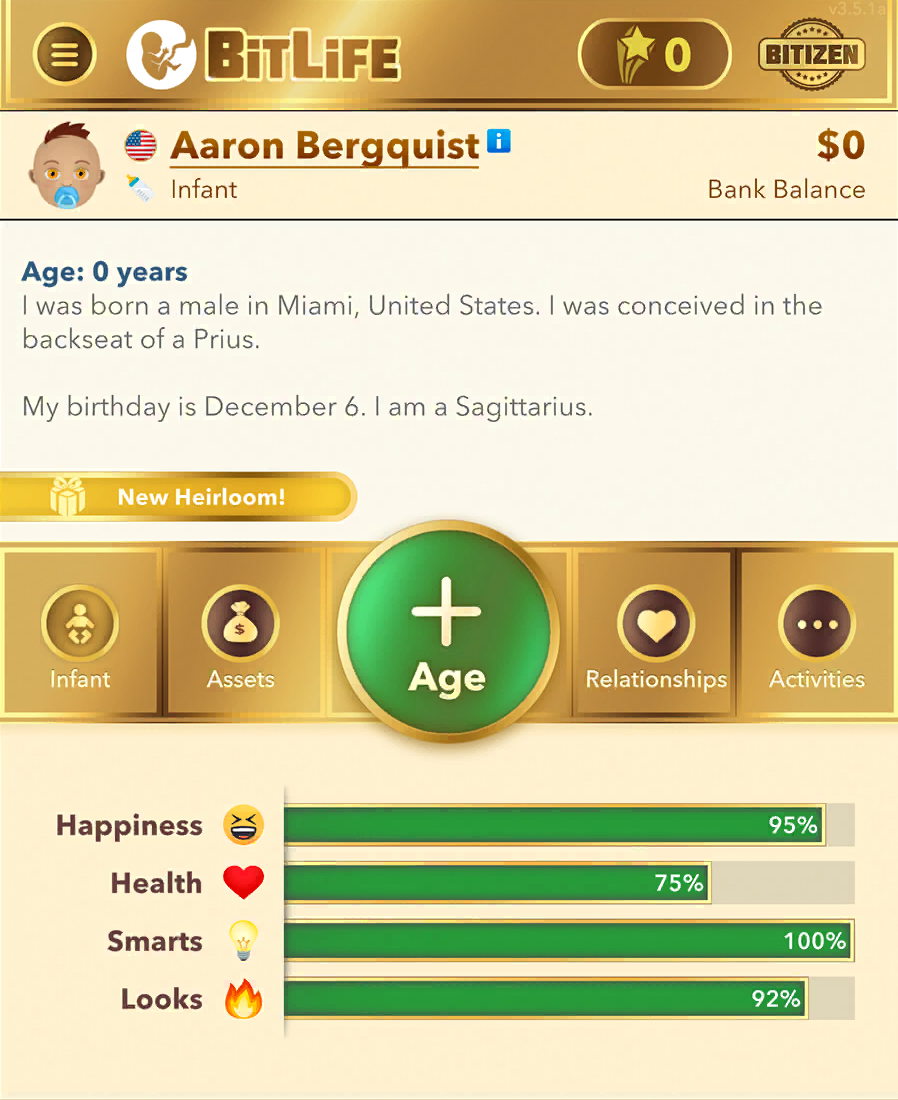 v3.5.1a
BITLIFE
0
BITIZEN
Aaron Bergquist i
$0
Infant
Bank Balance
Age: 0 years
I was born a male in Miami, United States. I was conceived in the
backseat of a Prius.
My birthday is December 6. I am a Sagittarius.
New Heirloom!
Infant
$
Assets
Age
Relationships
Activities
Happiness 95%
Health 75%
Smarts 100%
Looks 92%